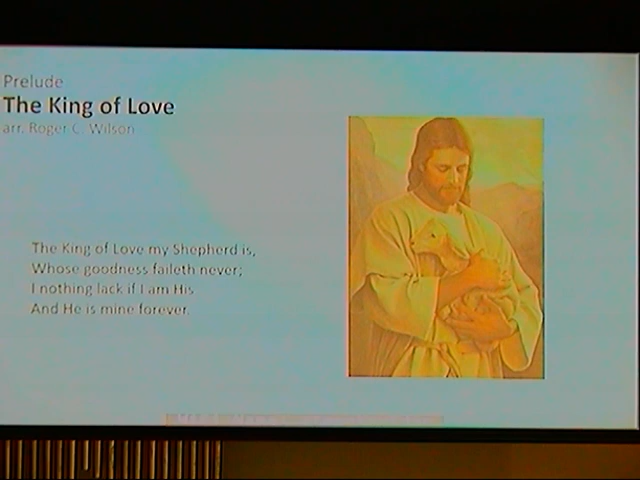 Prelude
The King of Love
arr. Roger C. Wilson
The King of Love my Shepherd is,
Whose goodness faileth never;
I nothing lack if I am His
And He is mine forever.